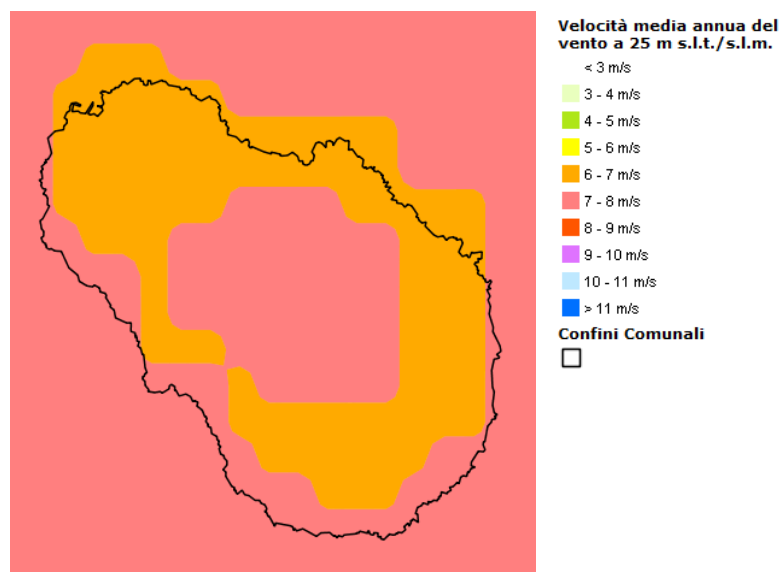 Velocità media annua del
vento a 25 m s.l.t./s.l.m.
< 3 m/s
3 - 4 m/s
4 - 5 m/s
5 - 6 m/s
6 - 7 m/s
7 - 8 m/s
8 - 9 m/s
9 - 10 m/s
10 - 11 m/s
> 11 m/s
Confini Comunali